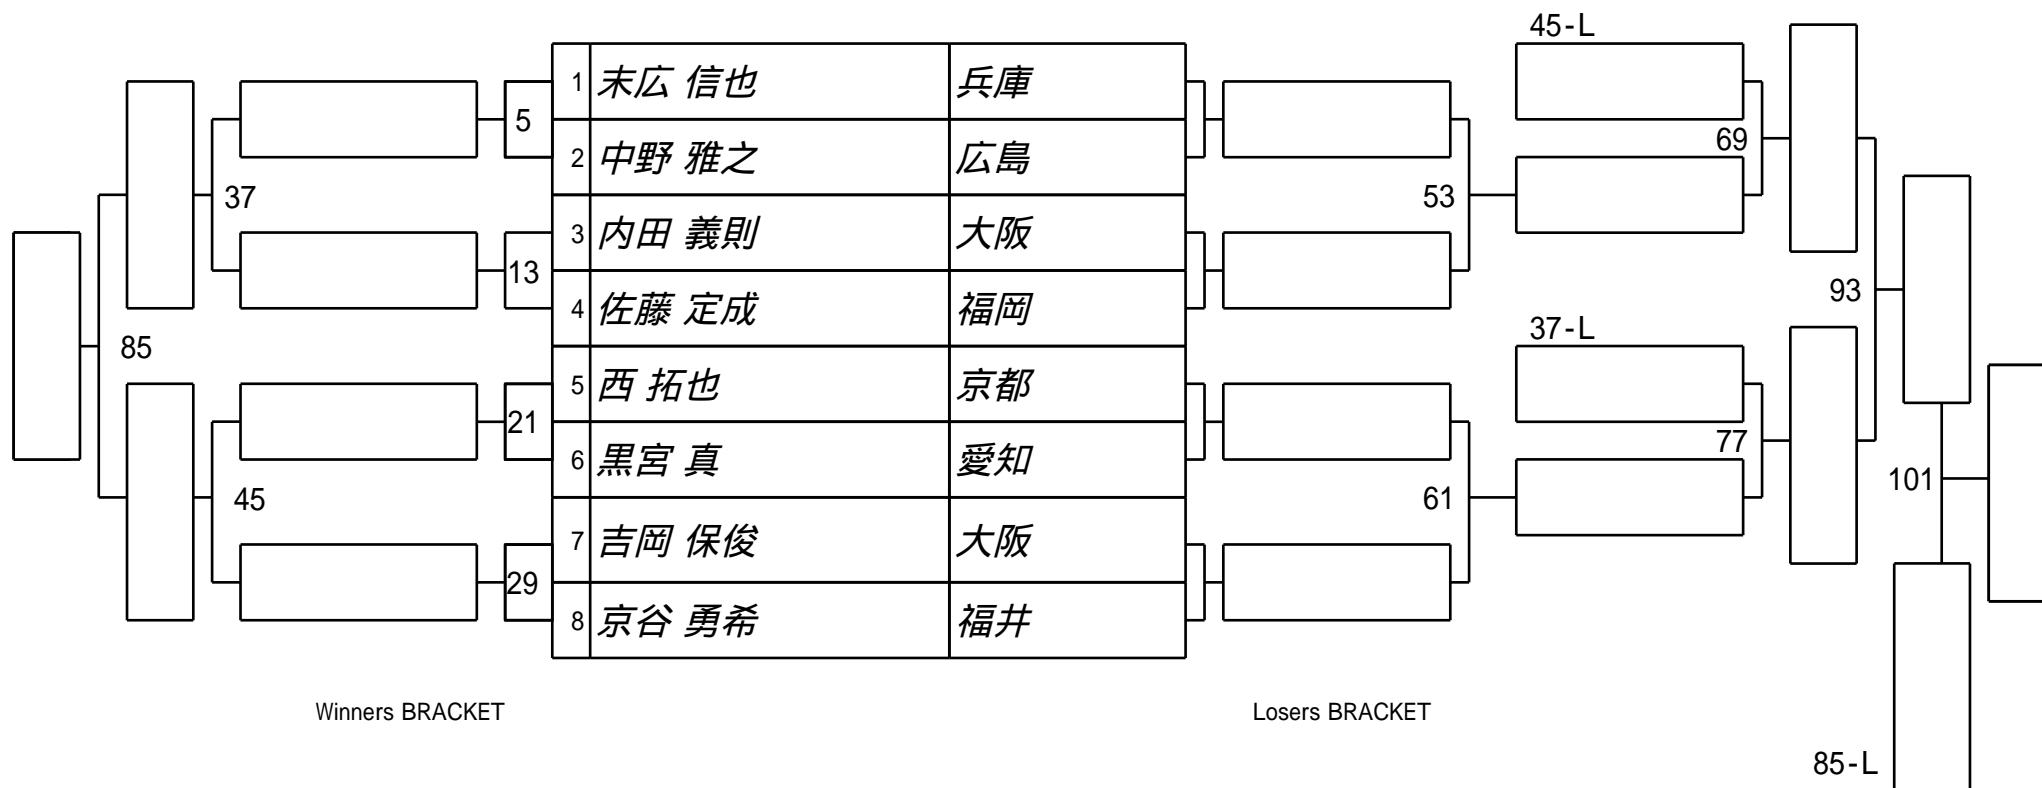 45-L
1 末広 信也 兵庫
5
69
2 中野 雅之 広島
37
53
3 内田 義則 大阪
13
4 佐藤 定成 福岡
93
37-L
85
5 西 拓也 京都
21
77
6 黒宮 真 愛知
101
45
61
7 吉岡 保俊 大阪
29
8 京谷 勇希 福井
Winners BRACKET
Losers BRACKET
85-L